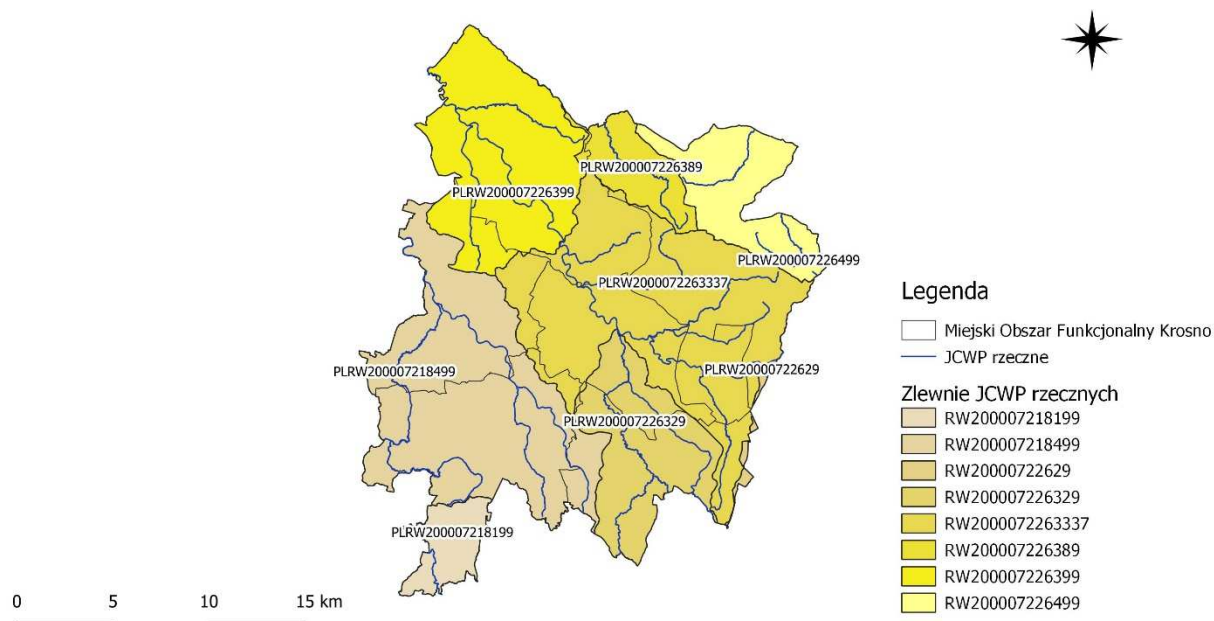 PLRW200007226389
PLRW200007226399
PLRW200007226499
PLRW2000072263337
PLRW200007218499
PLRW20000722629
PLRW200007226329
PLRW200007218199
0 5 10 15 km
Legenda
Miejski Obszar Funkcjonalny Krosno
JCWP rzeczne
Zlewnie JCWP rzecznych
RW200007218199
RW200007218499
RW20000722629
RW200007226329
RW2000072263337
RW200007226389
RW200007226399
RW200007226499